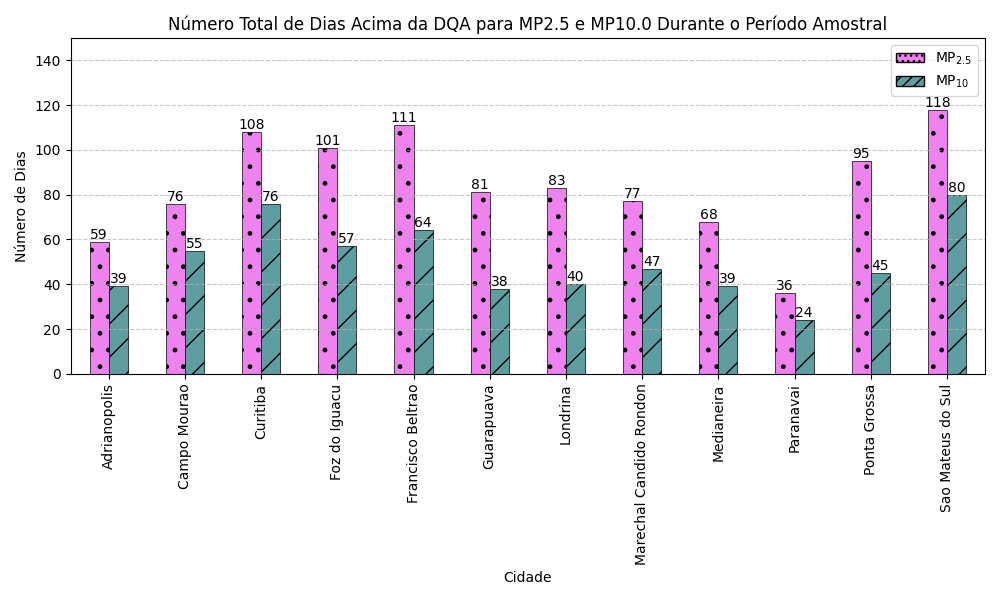 Número Total de Dias Acima da DQA para MP2.5 e MP10.0 Durante o Período Amostral
MP2.5
MP10
Número de Dias
140
120
100
80
60
40
20
0
59
39
76
55
108
76
101
57
111
64
81
38
83
40
77
47
68
39
36
24
95
45
118
80
Adrianopolis
Campo Mourao
Curitiba
Foz do Iguacu
Francisco Beltrao
Guarapuava
Londrina
Marechal Candido Rondon
Medianeira
Paranavai
Ponta Grossa
Sao Mateus do Sul
Cidade